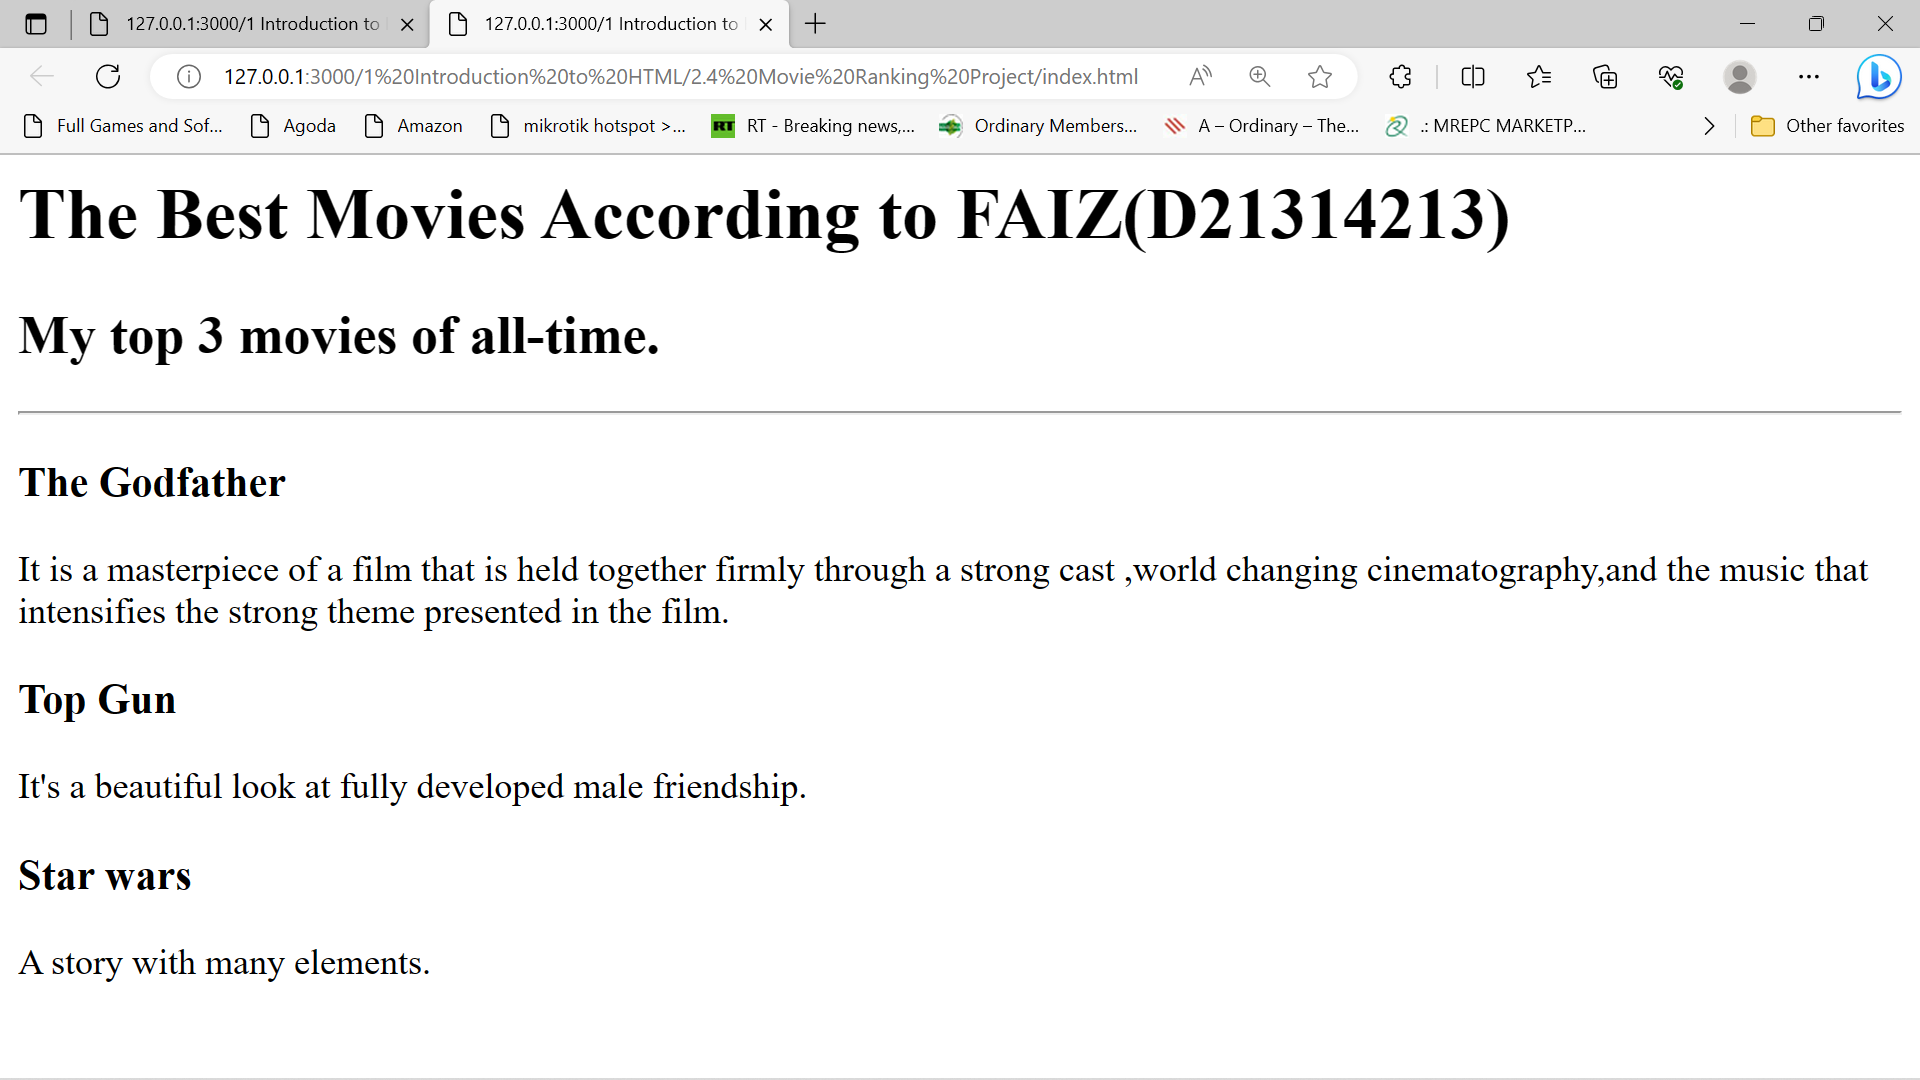 127.0.0.1:3000/1 Introduction to
127.0.0.1:3000/1 Introduction to
127.0.0.1:3000/1%20Introduction%20to%20HTML/2.4%20Movie%20Ranking%20Project/index.html
Full Games and Sof... Agoda Amazon mikrotik hotspot >... RT RT - Breaking news,... Ordinary Members... A – Ordinary – The... .: MREPC MARKETP... Other favorites
The Best Movies According to FAIZ(D21314213)
My top 3 movies of all-time.
The Godfather
It is a masterpiece of a film that is held together firmly through a strong cast ,world changing cinematography,and the music that
intensifies the strong theme presented in the film.
Top Gun
It's a beautiful look at fully developed male friendship.
Star wars
A story with many elements.